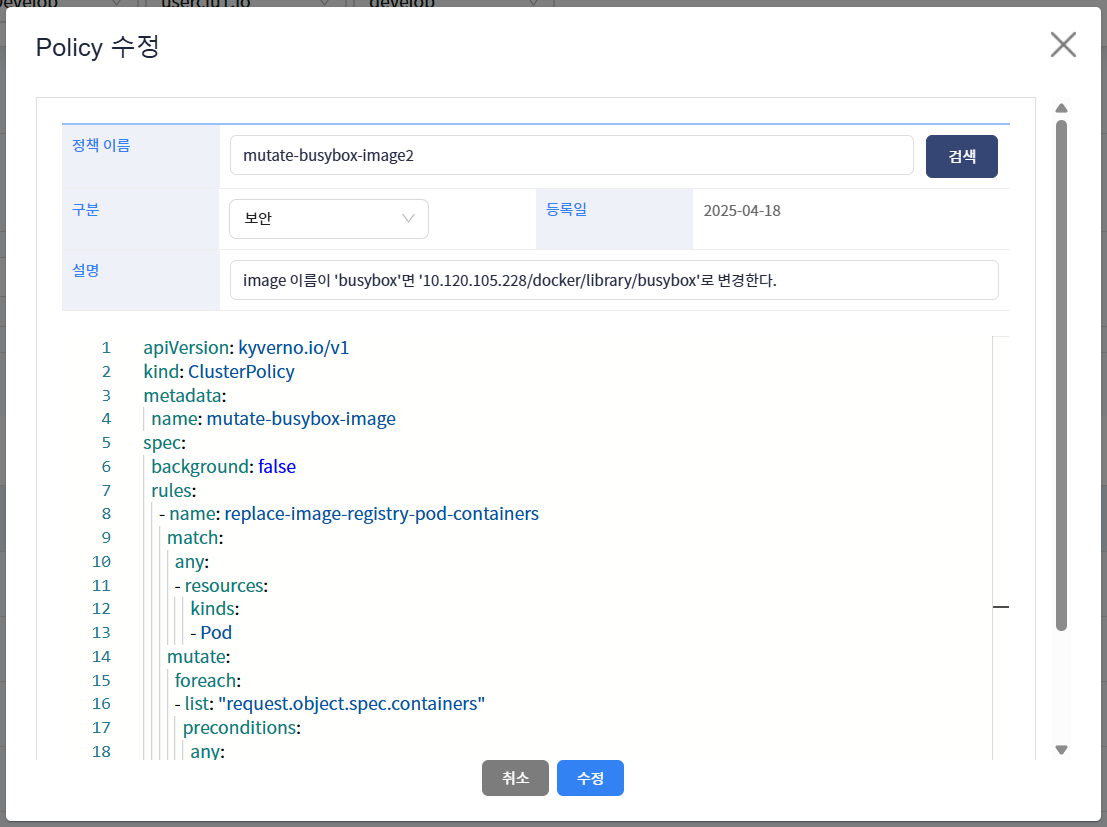 Develop
userclu1.io
develop
Policy 수정
정책 이름
mutate-busybox-image2
검색
구분
보안
등록일
2025-04-18
설명
image 이름이 'busybox'면 '10.120.105.228/docker/library/busybox'로 변경한다.
1 apiVersion: kyverno.io/v1
2 kind: ClusterPolicy
3 metadata:
4 name: mutate-busybox-image
5 spec:
6 background: false
7 rules:
8 - name: replace-image-registry-pod-containers
9 match:
10 any:
11 - resources:
12 kinds:
13 - Pod
14 mutate:
15 foreach:
16 - list: "request.object.spec.containers"
17 preconditions:
18 any:
취소
수정